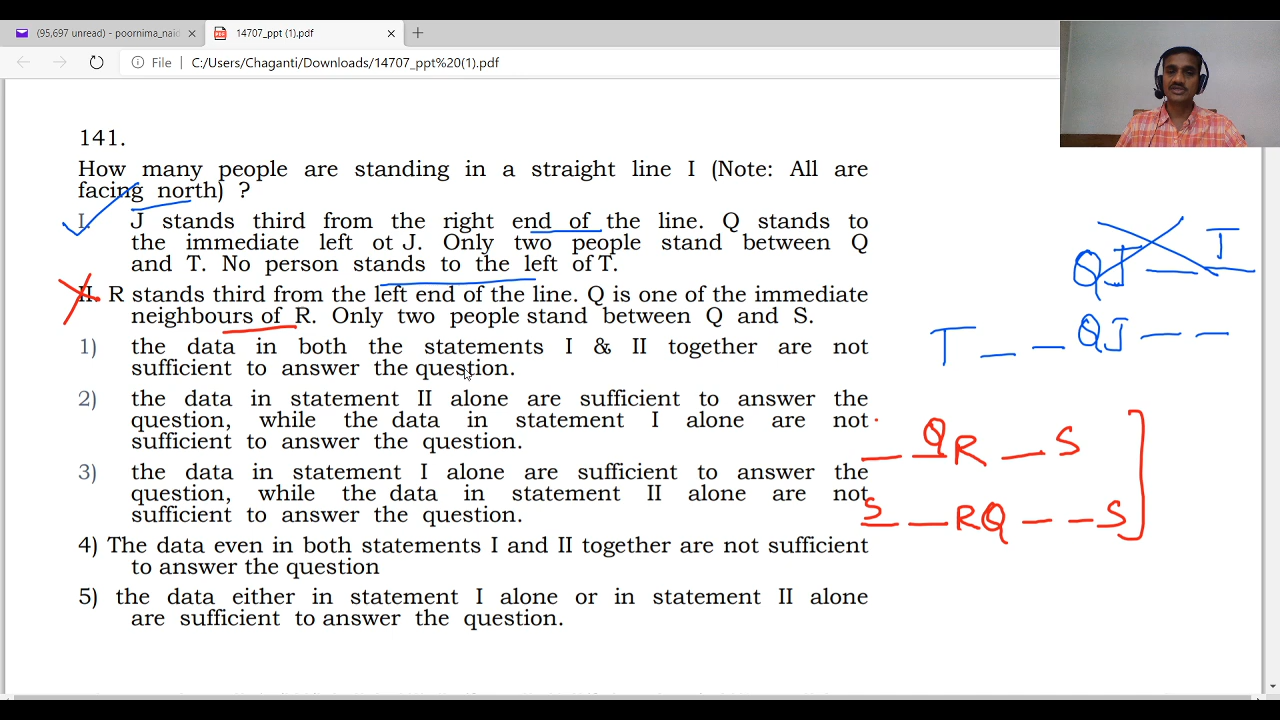 (95,697 unread) - poornima_naid
14707_ppt (1).pdf
File | C:/Users/Chaganti/Downloads/14707_ppt%20(1).pdf
141.
How many people are standing in a straight line I (Note: All are
facing north) ?
I. J stands third from the right end of the line. Q stands to
the immediate left ot J. Only two people stand between Q
and T. No person stands to the left of T.
II. R stands third from the left end of the line. Q is one of the immediate
neighbours of R. Only two people stand between Q and S.
1) the data in both the statements I & II together are not
sufficient to answer the question.
2) the data in statement II alone are sufficient to answer the
question, while the data in statement I alone are not
sufficient to answer the question.
3) the data in statement I alone are sufficient to answer the
question, while the data in statement II alone are not
sufficient to answer the question.
4) The data even in both statements I and II together are not sufficient
to answer the question
5) the data either in statement I alone or in statement II alone
are sufficient to answer the question.
Q J _ T
T _ _ Q J _ _
_ Q R _ S
S _ R Q _ _ S